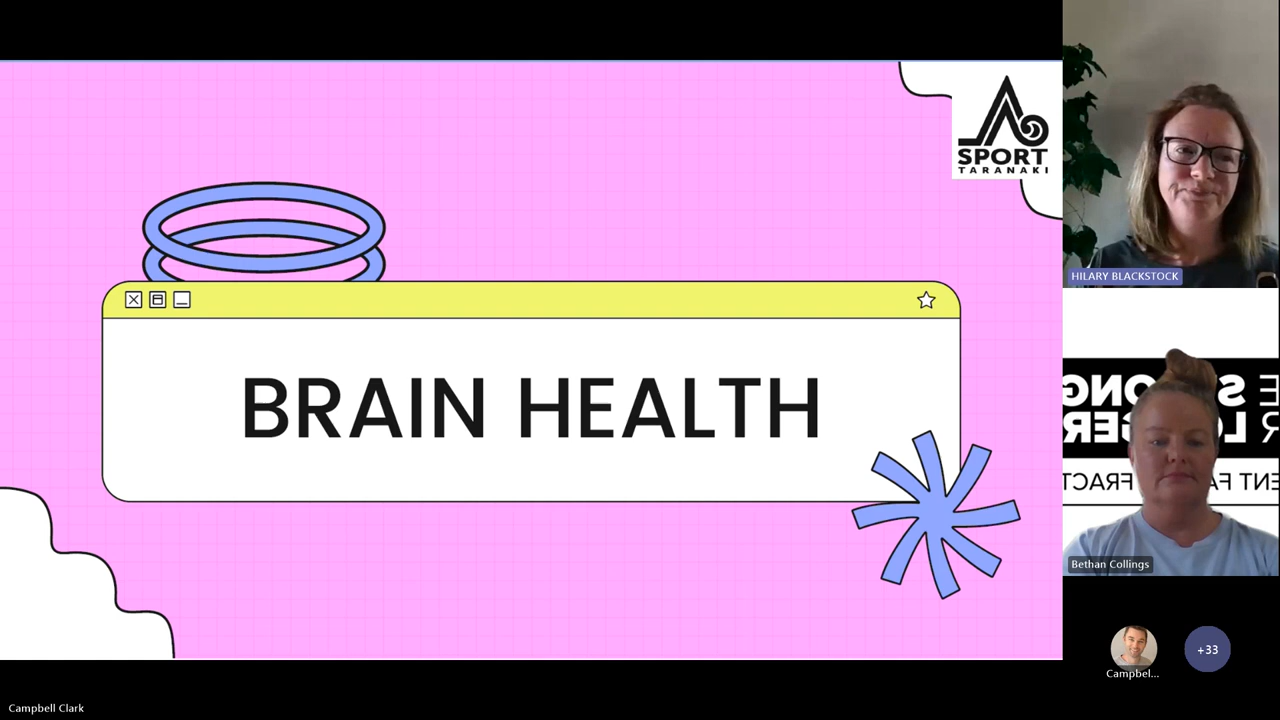 SPORT
TARANAKI
BRAIN HEALTH
HILARY BLACKSTOCK
Bethan Collings
Campbel...
+33
Campbell Clark